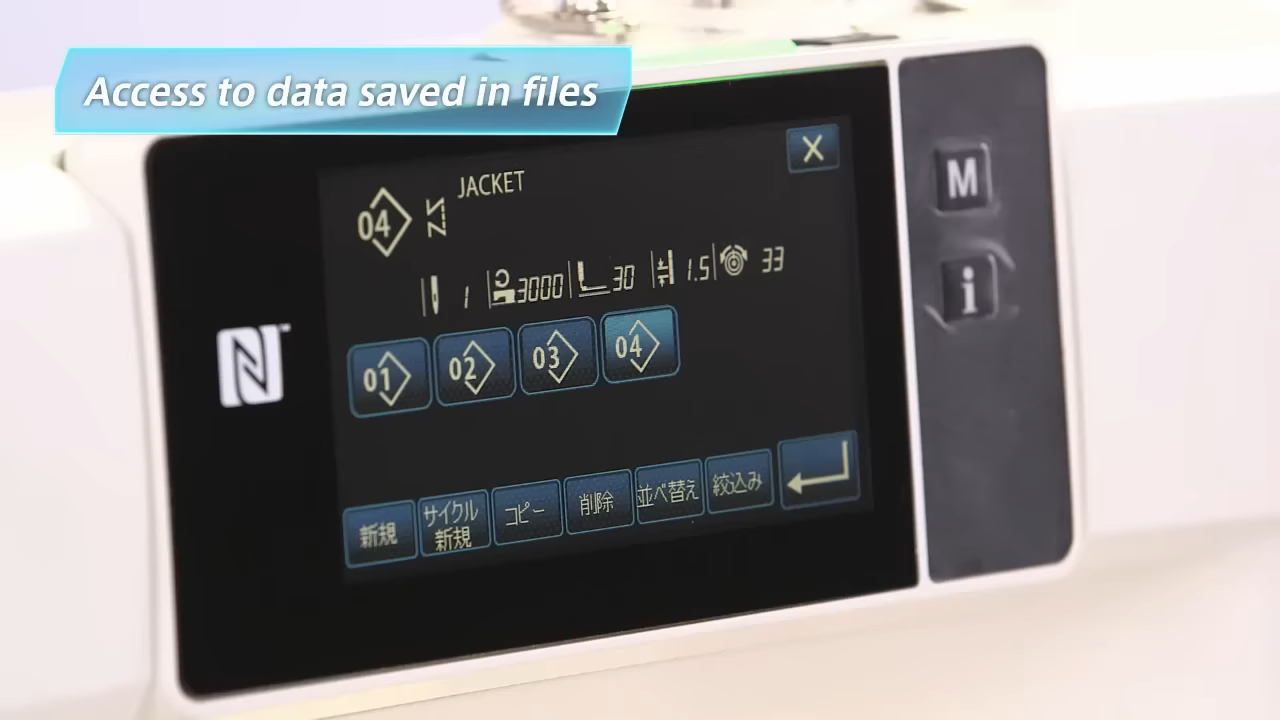 Access to data saved in files
04 JACKET
1 3000 30 1.5 33
01 02 03 04
新規 サイクル新規 コピー 削除 並べ替え 絞込み
M
i